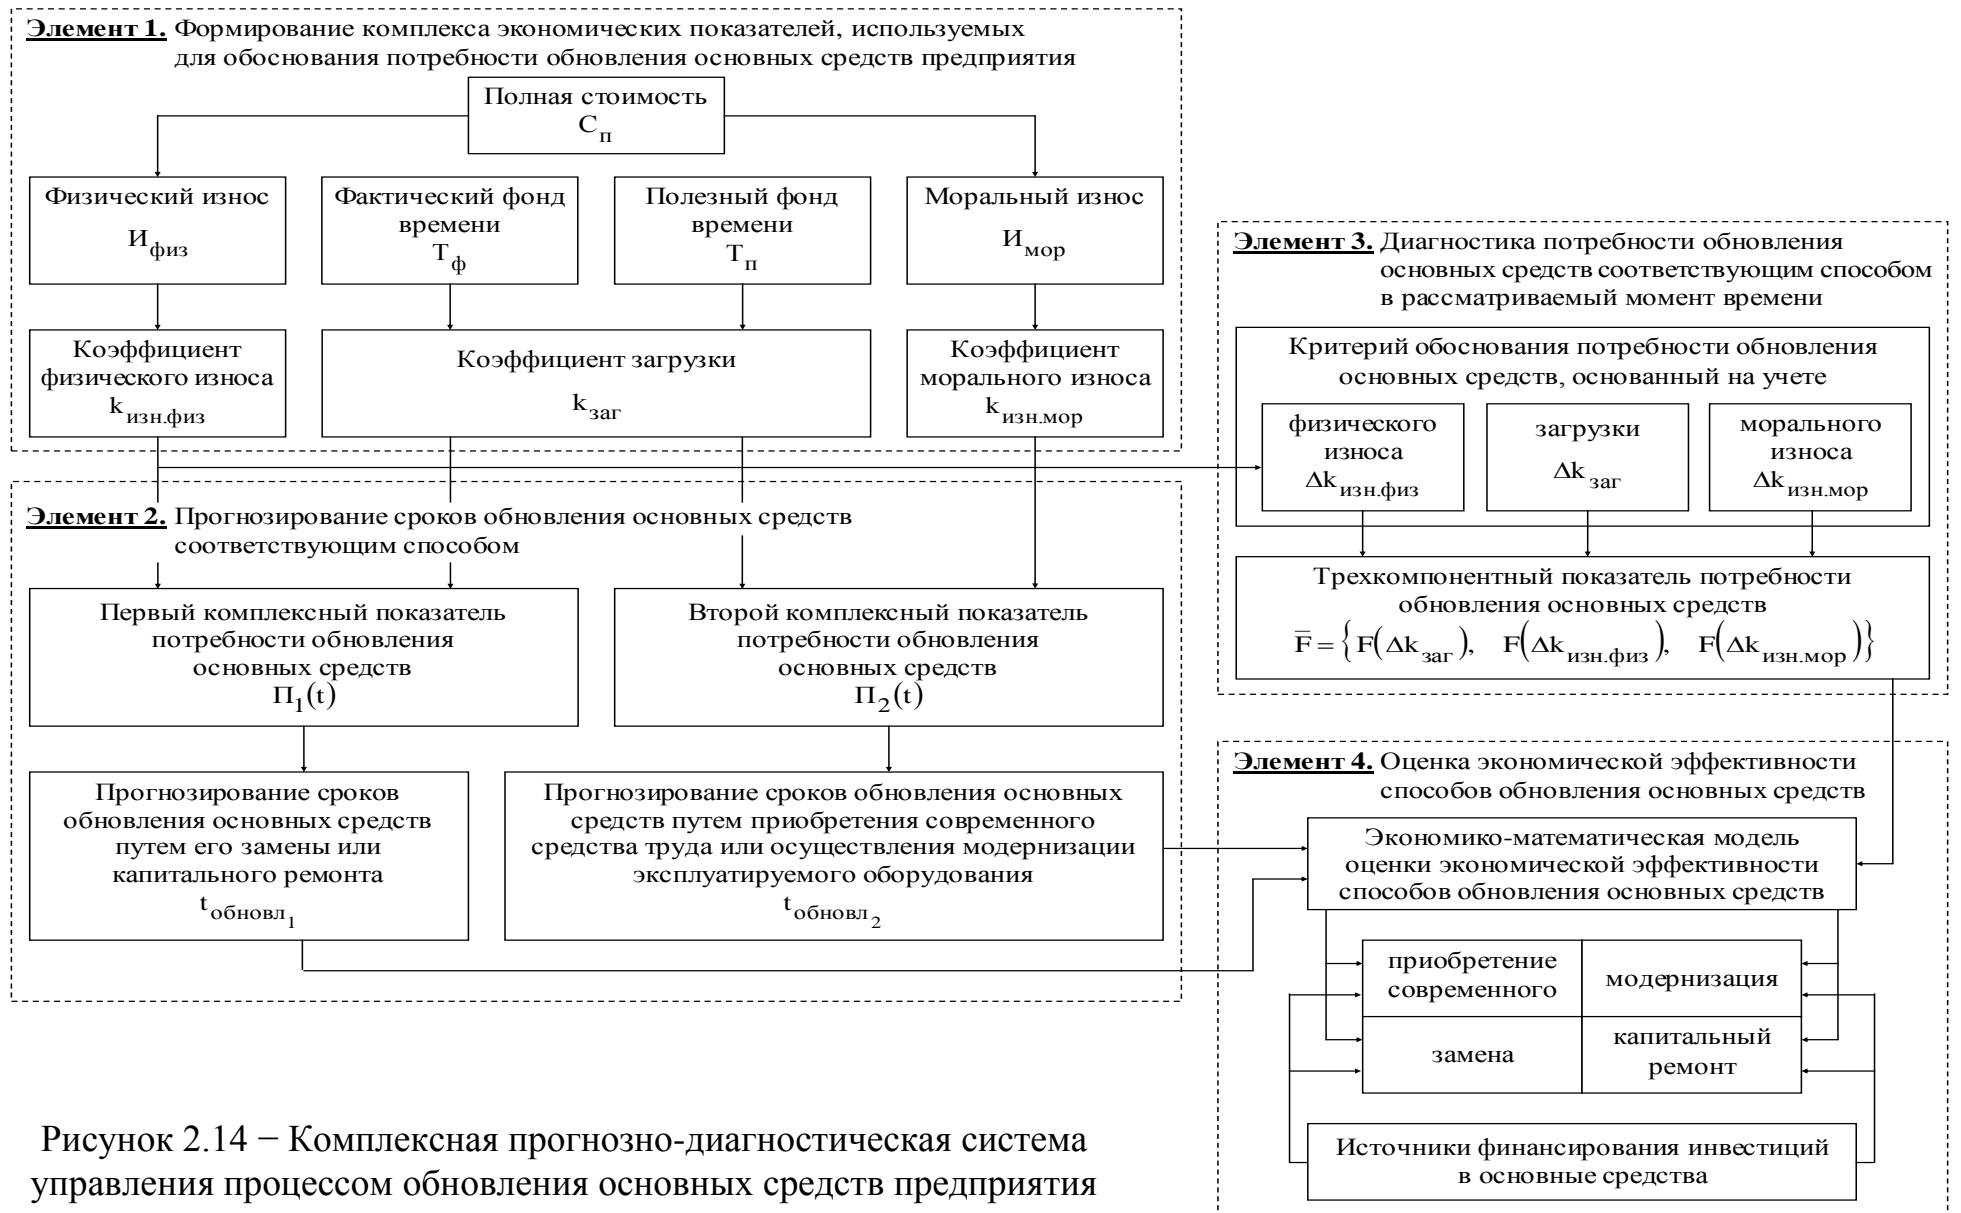 Элемент 1. Формирование комплекса экономических показателей, используемых
для обоснования потребности обновления основных средств предприятия
Полная стоимость
Сп
Физический износ
Ифиз
Фактический фонд
времени
Тф
Полезный фонд
времени
Тп
Моральный износ
Имор
Коэффициент
физического износа
kизн.физ
Коэффициент загрузки
kзаг
Коэффициент
морального износа
kизн.мор
Элемент 2. Прогнозирование сроков обновления основных средств
соответствующим способом
Первый комплексный показатель
потребности обновления
основных средств
П1(t)
Второй комплексный показатель
потребности обновления
основных средств
П2(t)
Прогнозирование сроков
обновления основных средств
путем его замены или
капитального ремонта
tобновл1
Прогнозирование сроков обновления основных
средств путем приобретения современного
средства труда или осуществления модернизации
эксплуатируемого оборудования
tобновл2
Элемент 3. Диагностика потребности обновления
основных средств соответствующим способом
в рассматриваемый момент времени
Критерий обоснования потребности обновления
основных средств, основанный на учете
физического
износа
Δkизн.физ
загрузки
Δkзаг
морального
износа
Δkизн.мор
Трехкомпонентный показатель потребности
обновления основных средств
F̄ = {F(Δkзаг), F(Δkизн.физ), F(Δkизн.мор)}
Элемент 4. Оценка экономической эффективности
способов обновления основных средств
Экономико-математическая модель
оценки экономической эффективности
способов обновления основных средств
приобретение
современного
модернизация
замена
капитальный
ремонт
Источники финансирования инвестиций
в основные средства
Рисунок 2.14 − Комплексная прогнозно-диагностическая система
управления процессом обновления основных средств предприятия